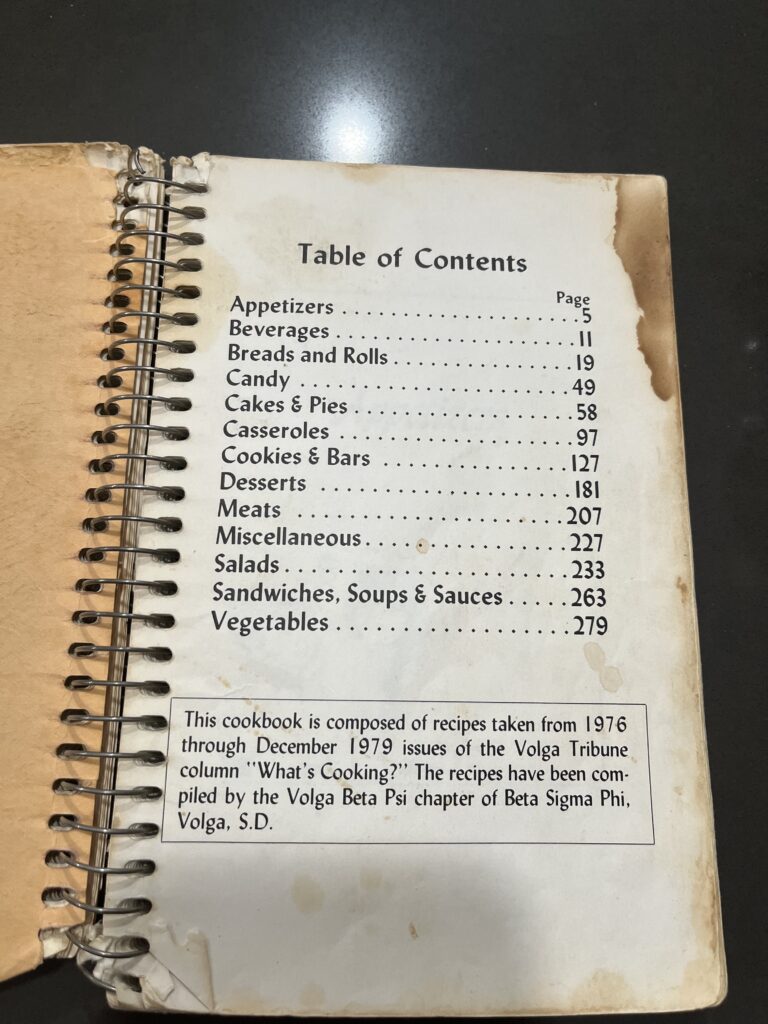 Table of Contents
Page
Appetizers . . . . . . . . . . . . . . . . . . . . . . . 5
Beverages . . . . . . . . . . . . . . . . . . . . . . . 11
Breads and Rolls . . . . . . . . . . . . . . . . . . 19
Candy . . . . . . . . . . . . . . . . . . . . . . . . . . 49
Cakes & Pies . . . . . . . . . . . . . . . . . . . . . 58
Casseroles . . . . . . . . . . . . . . . . . . . . . . 97
Cookies & Bars . . . . . . . . . . . . . . . . . . 127
Desserts . . . . . . . . . . . . . . . . . . . . . . . 181
Meats . . . . . . . . . . . . . . . . . . . . . . . . . 207
Miscellaneous . . . . . . . . . . . . . . . . . . . 227
Salads . . . . . . . . . . . . . . . . . . . . . . . . . 233
Sandwiches, Soups & Sauces . . . . . 263
Vegetables . . . . . . . . . . . . . . . . . . . . . 279
This cookbook is composed of recipes taken from 1976
through December 1979 issues of the Volga Tribune
column "What's Cooking?" The recipes have been com-
piled by the Volga Beta Psi chapter of Beta Sigma Phi,
Volga, S.D.